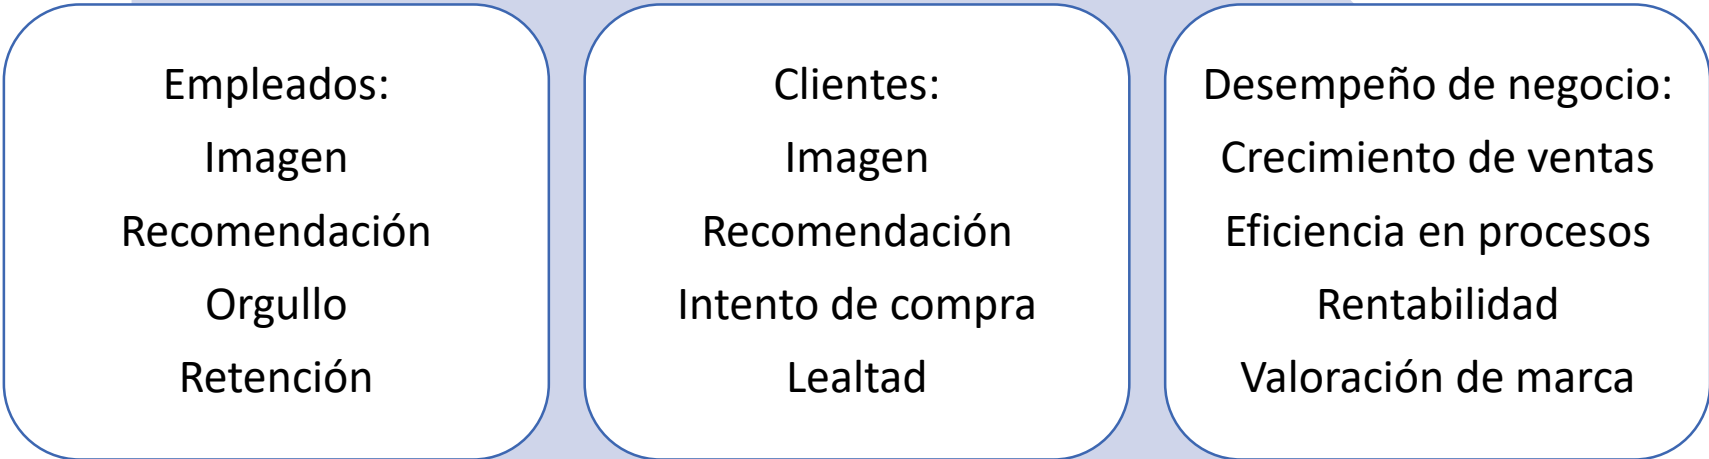 Empleados:
Imagen
Recomendación
Orgullo
Retención
Clientes:
Imagen
Recomendación
Intento de compra
Lealtad
Desempeño de negocio:
Crecimiento de ventas
Eficiencia en procesos
Rentabilidad
Valoración de marca